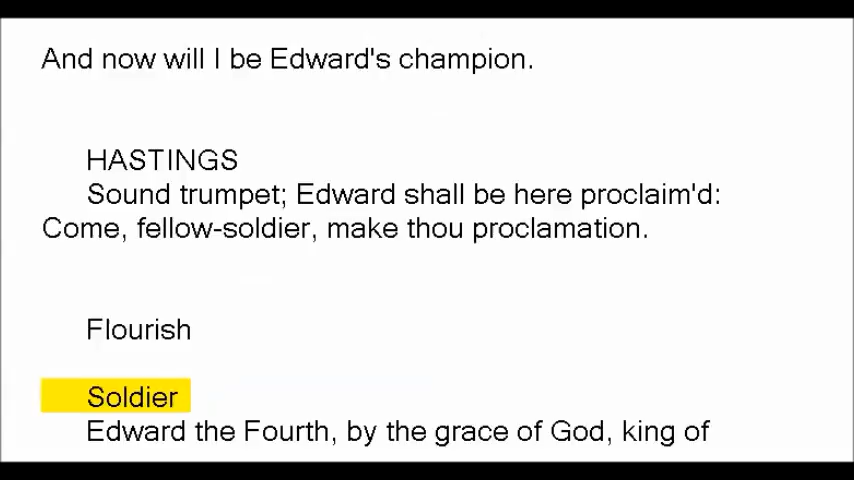 And now will I be Edward's champion.
HASTINGS
Sound trumpet; Edward shall be here proclaim'd:
Come, fellow-soldier, make thou proclamation.
Flourish
Soldier
Edward the Fourth, by the grace of God, king of